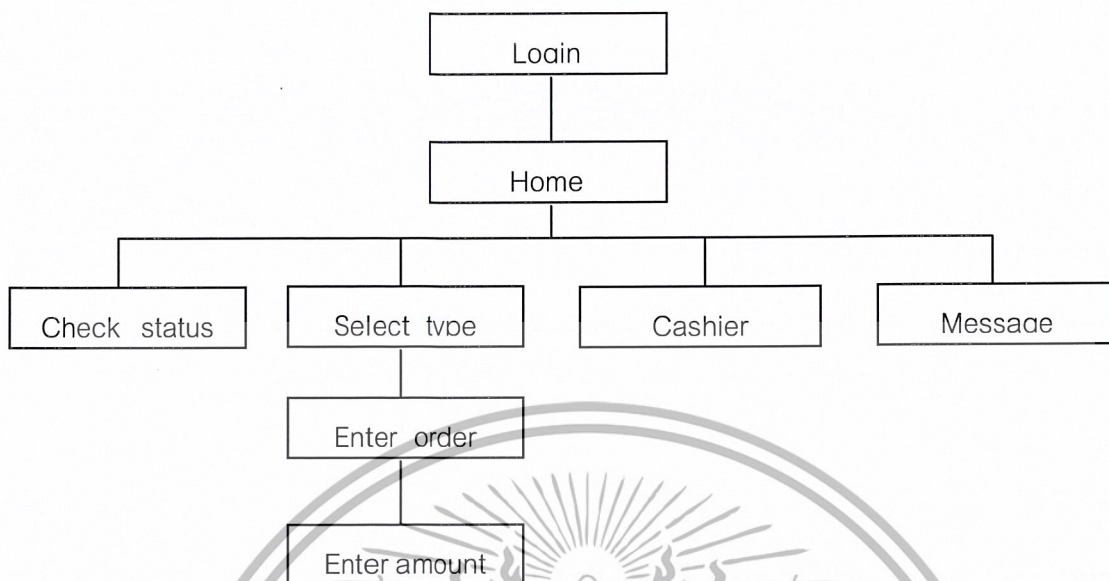 Login
Home
Check status
Select type
Cashier
Message
Enter order
Enter amount